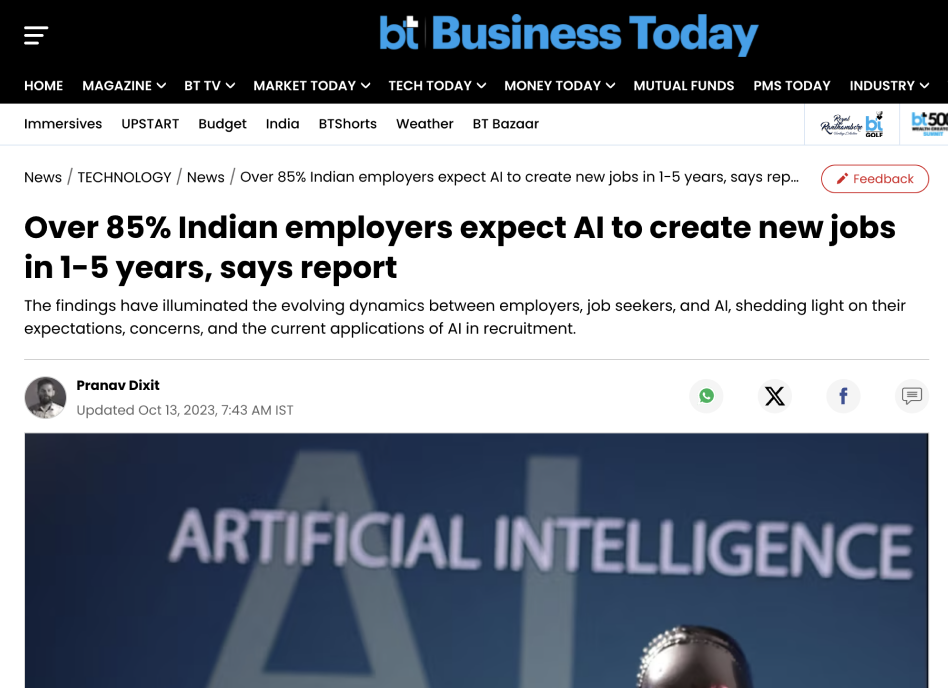 bt Business Today
HOME MAGAZINE BT TV MARKET TODAY TECH TODAY MONEY TODAY MUTUAL FUNDS PMS TODAY INDUSTRY
Immersives UPSTART Budget India BTShorts Weather BT Bazaar
Royal
Ranthambore
bt
GOLF
bt500
WEALTH CREATORS
SUMMIT
News / TECHNOLOGY / News / Over 85% Indian employers expect AI to create new jobs in 1-5 years, says rep...
Feedback
Over 85% Indian employers expect AI to create new jobs
in 1-5 years, says report
The findings have illuminated the evolving dynamics between employers, job seekers, and AI, shedding light on their
expectations, concerns, and the current applications of AI in recruitment.
Pranav Dixit
Updated Oct 13, 2023, 7:43 AM IST
AI
ARTIFICIAL INTELLIGENCE